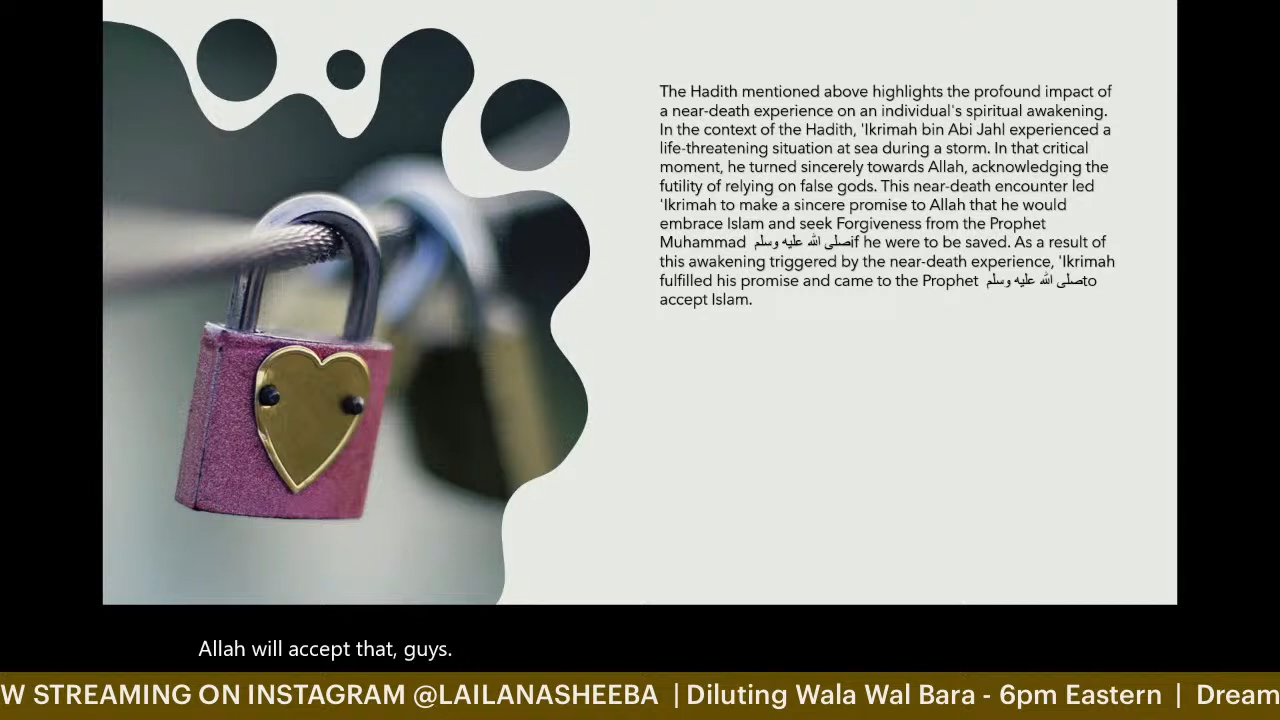 The Hadith mentioned above highlights the profound impact of
a near-death experience on an individual's spiritual awakening.
In the context of the Hadith, 'Ikrimah bin Abi Jahl experienced a
life-threatening situation at sea during a storm. In that critical
moment, he turned sincerely towards Allah, acknowledging the
futility of relying on false gods. This near-death encounter led
'Ikrimah to make a sincere promise to Allah that he would
embrace Islam and seek Forgiveness from the Prophet
Muhammad صلى الله عليه وسلمif he were to be saved. As a result of
this awakening triggered by the near-death experience, 'Ikrimah
fulfilled his promise and came to the Prophet صلى الله عليه وسلمto
accept Islam.
Allah will accept that, guys.
W STREAMING ON INSTAGRAM @LAILANASHEEBA | Diluting Wala Wal Bara - 6pm Eastern | Dream